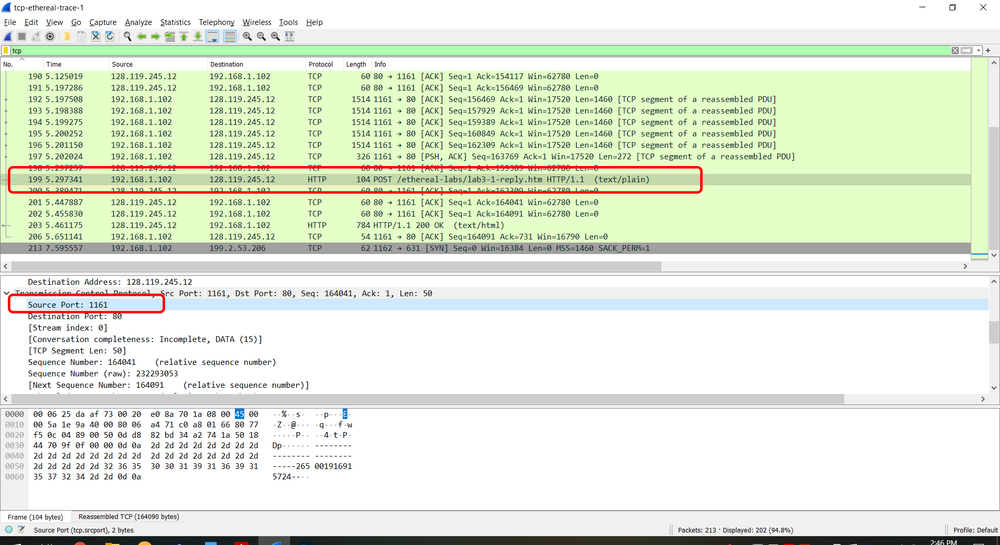 tcp-ethereal-trace-1
File Edit View Go Capture Analyze Statistics Telephony Wireless Tools Help
tcp
No. Time Source Destination Protocol Length Info
190 5.125019 128.119.245.12 192.168.1.102 TCP 60 80 → 1161 [ACK] Seq=1 Ack=154117 Win=62780 Len=0
191 5.197286 128.119.245.12 192.168.1.102 TCP 60 80 → 1161 [ACK] Seq=1 Ack=156469 Win=62780 Len=0
192 5.197508 192.168.1.102 128.119.245.12 TCP 1514 1161 → 80 [ACK] Seq=156469 Ack=1 Win=17520 Len=1460 [TCP segment of a reassembled PDU]
193 5.198388 192.168.1.102 128.119.245.12 TCP 1514 1161 → 80 [ACK] Seq=157929 Ack=1 Win=17520 Len=1460 [TCP segment of a reassembled PDU]
194 5.199275 192.168.1.102 128.119.245.12 TCP 1514 1161 → 80 [ACK] Seq=159389 Ack=1 Win=17520 Len=1460 [TCP segment of a reassembled PDU]
195 5.200252 192.168.1.102 128.119.245.12 TCP 1514 1161 → 80 [ACK] Seq=160849 Ack=1 Win=17520 Len=1460 [TCP segment of a reassembled PDU]
196 5.201150 192.168.1.102 128.119.245.12 TCP 1514 1161 → 80 [ACK] Seq=162309 Ack=1 Win=17520 Len=1460 [TCP segment of a reassembled PDU]
197 5.202024 192.168.1.102 128.119.245.12 TCP 326 1161 → 80 [PSH, ACK] Seq=163769 Ack=1 Win=17520 Len=272 [TCP segment of a reassembled PDU]
198 5.297257 128.119.245.12 192.168.1.102 TCP 60 80 → 1161 [ACK] Seq=1 Ack=159389 Win=62780 Len=0
199 5.297341 192.168.1.102 128.119.245.12 HTTP 104 POST /ethereal-labs/lab3-1-reply.htm HTTP/1.1 (text/plain)
200 5.389471 128.119.245.12 192.168.1.102 TCP 60 80 → 1161 [ACK] Seq=1 Ack=162309 Win=62780 Len=0
201 5.447887 128.119.245.12 192.168.1.102 TCP 60 80 → 1161 [ACK] Seq=1 Ack=164041 Win=62780 Len=0
202 5.455830 128.119.245.12 192.168.1.102 TCP 60 80 → 1161 [ACK] Seq=1 Ack=164091 Win=62780 Len=0
203 5.461175 128.119.245.12 192.168.1.102 HTTP 784 HTTP/1.1 200 OK (text/html)
206 5.651141 192.168.1.102 128.119.245.12 TCP 54 1161 → 80 [ACK] Seq=164091 Ack=731 Win=16790 Len=0
213 7.595557 192.168.1.102 199.2.53.206 TCP 62 1162 → 631 [SYN] Seq=0 Win=16384 Len=0 MSS=1460 SACK_PERM=1
Destination Address: 128.119.245.12
Transmission Control Protocol, Src Port: 1161, Dst Port: 80, Seq: 164041, Ack: 1, Len: 50
Source Port: 1161
Destination Port: 80
[Stream index: 0]
[Conversation completeness: Incomplete, DATA (15)]
[TCP Segment Len: 50]
Sequence Number: 164041 (relative sequence number)
Sequence Number (raw): 232293053
[Next Sequence Number: 164091 (relative sequence number)]
0000 00 06 25 da af 73 00 20 e0 8a 70 1a 08 00 45 00 ··%··s· ··p···E·
0010 00 5a 1e 9a 40 00 80 06 a4 71 c0 a8 01 66 80 77 ·Z··@··· ·q···f·w
0020 f5 0c 04 89 00 50 0d d8 82 bd 34 a2 74 1a 50 18 ·····P·· ··4·t·P·
0030 44 70 9f 0f 00 00 0d 0a 2d 2d 2d 2d 2d 2d 2d 2d Dp······ --------
0040 2d 2d 2d 2d 2d 2d 2d 2d 2d 2d 2d 2d 2d 2d 2d 2d -------- --------
0050 2d 2d 2d 2d 2d 32 36 35 30 30 31 39 31 36 39 31 -----265 00191691
0060 35 37 32 34 2d 2d 0d 0a 5724--··
Frame (104 bytes) Reassembled TCP (164090 bytes)
Source Port (tcp.srcport), 2 bytes Packets: 213 · Displayed: 202 (94.8%) Profile: Default
2:46 PM